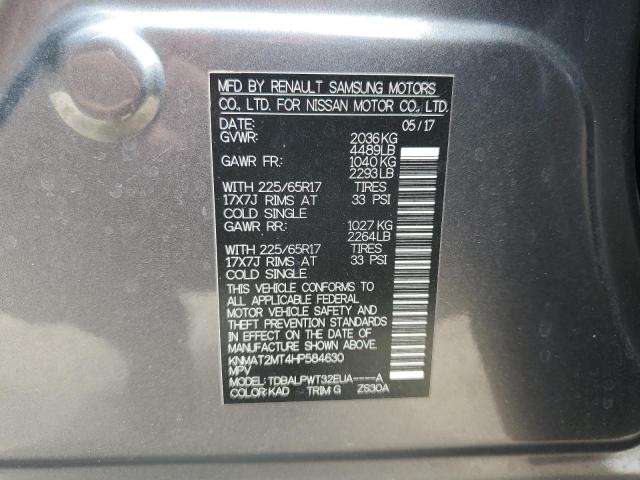 MFD BY RENAULT SAMSUNG MOTORS
CO., LTD. FOR NISSAN MOTOR CO., LTD.
DATE: 05/17
GVWR: 2036KG
4489LB
GAWR FR: 1040 KG
2293LB
WITH 225/65R17 TIRES
17X7J RIMS AT 33 PSI
COLD SINGLE
GAWR RR: 1027 KG
2264LB
WITH 225/65R17 TIRES
17X7J RIMS AT 33 PSI
COLD SINGLE
THIS VEHICLE CONFORMS TO
ALL APPLICABLE FEDERAL
MOTOR VEHICLE SAFETY AND
THEFT PREVENTION STANDARDS
IN EFFECT ON THE DATE OF
MANUFACTURE SHOWN ABOVE.
KNMAT2MT4HP584630
MPV
MODEL: TDBALPWT32EUA----A
COLOR:KAD TRIM:G ZS30A